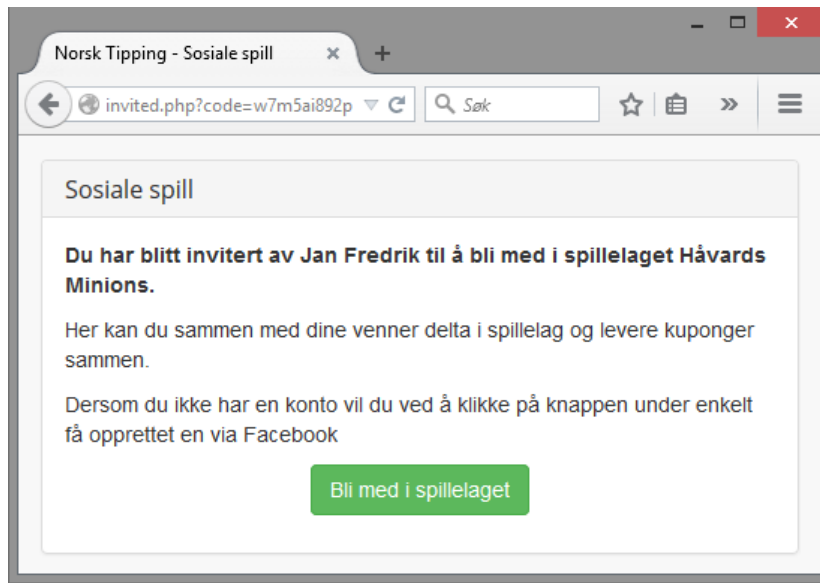 Norsk Tipping - Sosiale spill
invited.php?code=w7m5ai892p
Søk
Sosiale spill
Du har blitt invitert av Jan Fredrik til å bli med i spillelaget Håvards
Minions.
Her kan du sammen med dine venner delta i spillelag og levere kuponger
sammen.
Dersom du ikke har en konto vil du ved å klikke på knappen under enkelt
få opprettet en via Facebook
Bli med i spillelaget